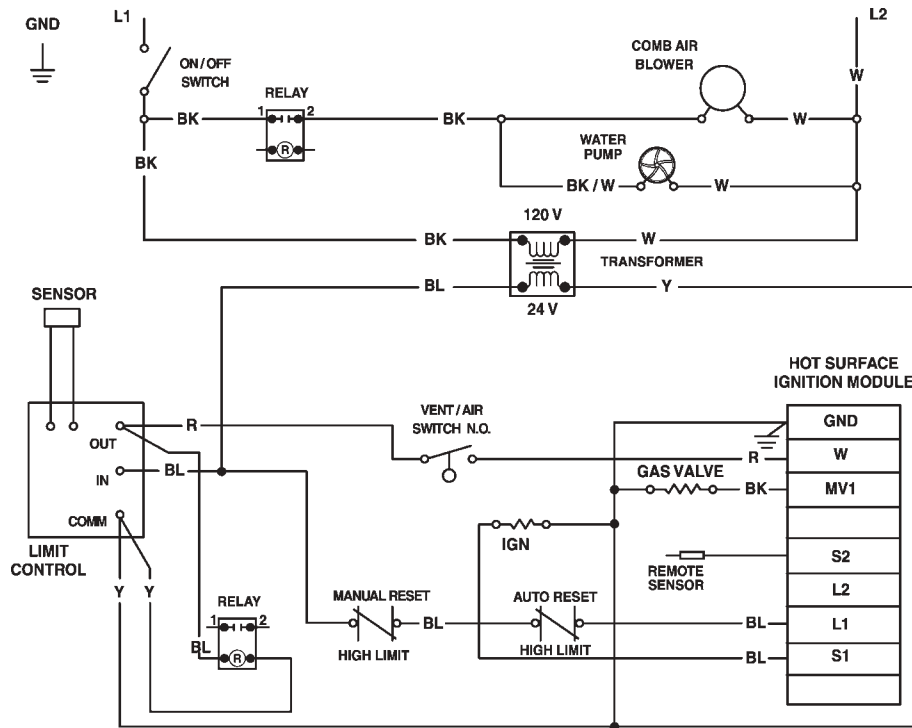 GND
L1
L2
ON / OFF
SWITCH
COMB AIR
BLOWER
W
RELAY
1
2
BK
BK
W
R
BK
WATER
PUMP
BK / W
W
120 V
BK
W
TRANSFORMER
BL
Y
24 V
SENSOR
HOT SURFACE
IGNITION MODULE
VENT / AIR
SWITCH N.O.
R
OUT
GND
R
W
IN
BL
GAS VALVE
BK
MV1
COMM
IGN
LIMIT
CONTROL
REMOTE
SENSOR
S2
L2
Y
Y
RELAY
1
2
BL
R
MANUAL RESET
HIGH LIMIT
BL
AUTO RESET
HIGH LIMIT
BL
L1
BL
S1